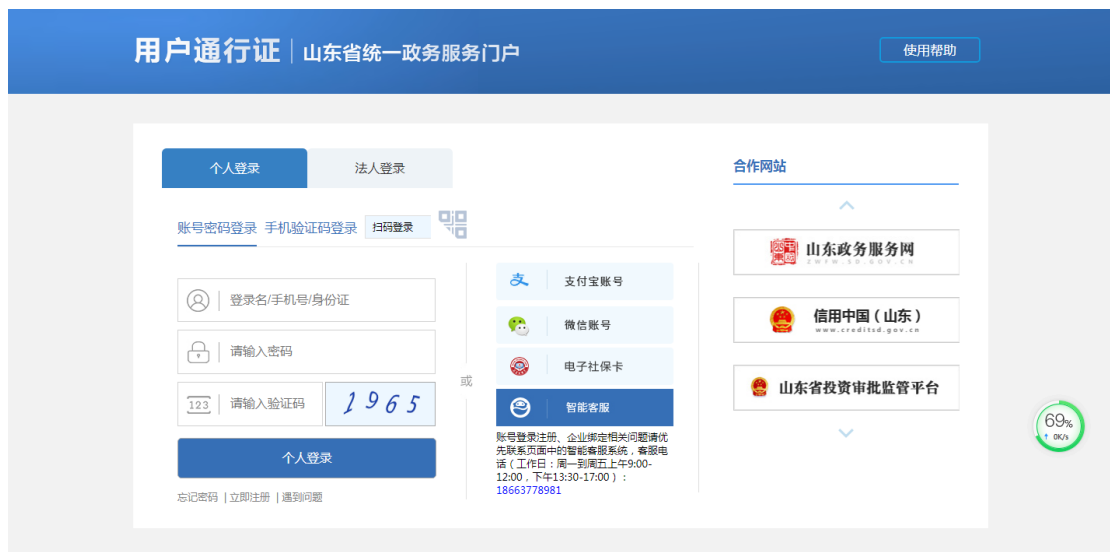 用户通行证
山东省统一政务服务门户
使用帮助
个人登录
法人登录
账号密码登录 手机验证码登录 扫码登录
登录名/手机号/身份证
请输入密码
123
请输入验证码
1965
个人登录
忘记密码 |立即注册 |遇到问题
或
支付宝账号
微信账号
电子社保卡
智能客服
账号登录注册、企业绑定相关问题请优
先联系页面中的智能客服系统，客服电
话（工作日：周一到周五上午9:00-
12:00，下午13:30-17:00）：
18663778981
合作网站
山东政务服务网
ZWFW.SD.GOV.CN
信用中国（山东）
www.creditsd.gov.cn
山东省投资审批监管平台
69%
↑ 0K/s